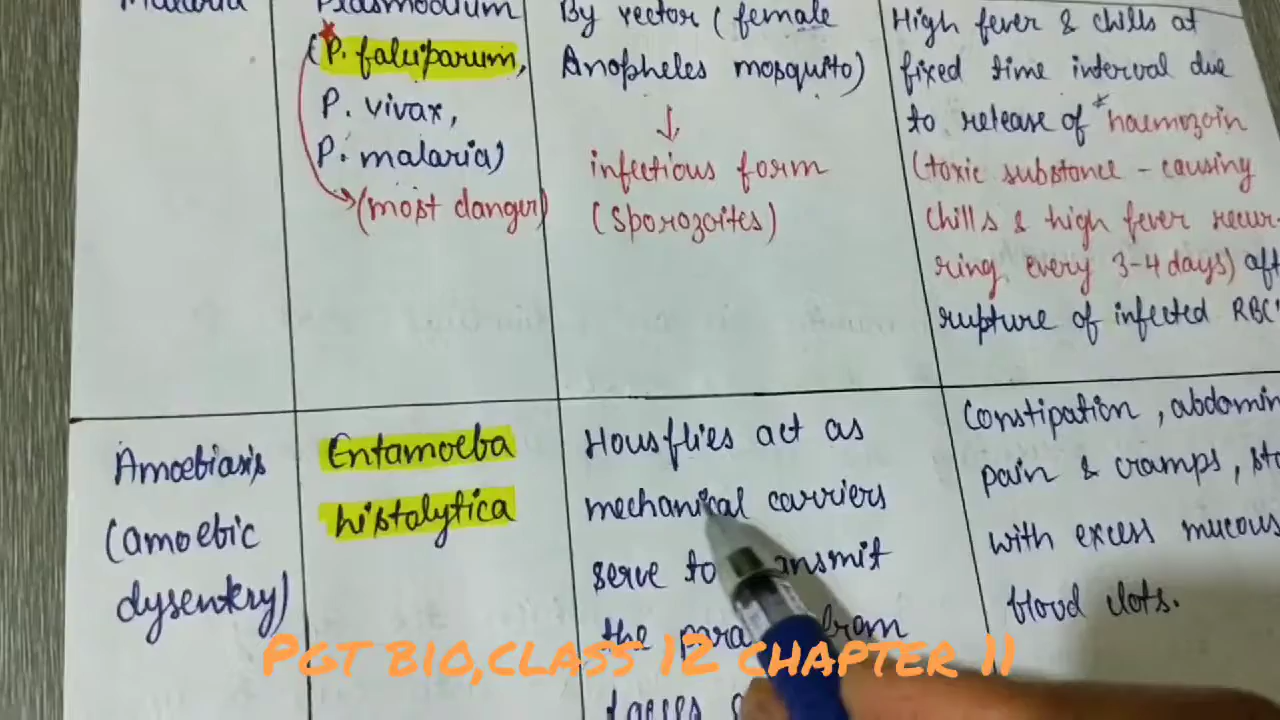 Malaria
Plasmodium
(P. falciparum,
P. vivax,
P. malaria)
(most danger)
By vector (female
Anopheles mosquito)
infectious form
(Sporozoites)
High fever & chills at
fixed time interval due
to release of *haemozoin
(toxic substance - causing
chills & high fever recur-
ring every 3-4 days)
rupture of infected RBC'
Amoebiasis
(amoebic
dysentery)
Entamoeba
histolytica
Housflies act as
mechanical carriers
serve to
the
from
Constipation, abdomin
pain & cramps,
with excess mucous
blood clots.
Pgt bio,class 12 chapter 11